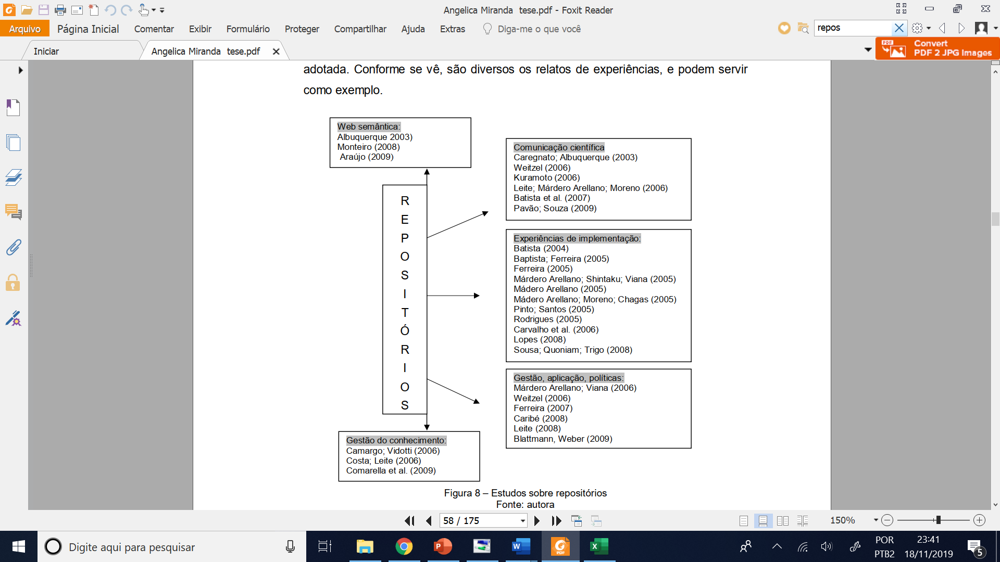 Angelica Miranda  tese.pdf - Foxit Reader
Arquivo
Página Inicial
Comentar
Exibir
Formulário
Proteger
Compartilhar
Ajuda
Extras
Diga-me o que você
repos
Iniciar
Angelica Miranda  tese.pdf
PDF
Convert
PDF 2 JPG Images
adotada. Conforme se vê, são diversos os relatos de experiências, e podem servir
como exemplo.
Web semântica:
Albuquerque 2003)
Monteiro (2008)
Araújo (2009)
Comunicação científica
Caregnato; Albuquerque (2003)
Weitzel (2006)
Kuramoto (2006)
Leite; Márdero Arellano; Moreno (2006)
Batista et al. (2007)
Pavão; Souza (2009)
R
E
P
O
S
I
T
Ó
R
I
O
S
Experiências de implementação:
Batista (2004)
Baptista; Ferreira (2005)
Ferreira (2005)
Márdero Arellano; Shintaku; Viana (2005)
Mádero Arellano (2005)
Mádero Arellano; Moreno; Chagas (2005)
Pinto; Santos (2005)
Rodrigues (2005)
Carvalho et al. (2006)
Lopes (2008)
Sousa; Quoniam; Trigo (2008)
Gestão, aplicação, políticas:
Márdero Arellano; Viana (2006)
Weitzel (2006)
Ferreira (2007)
Caribé (2008)
Leite (2008)
Blattmann, Weber (2009)
Gestão do conhecimento:
Camargo; Vidotti (2006)
Costa; Leite (2006)
Comarella et al. (2009)
Figura 8 – Estudos sobre repositórios
Fonte: autora
58 / 175
150%
Digite aqui para pesquisar
P
W
PDF
X
POR
PTB2
23:41
18/11/2019
5